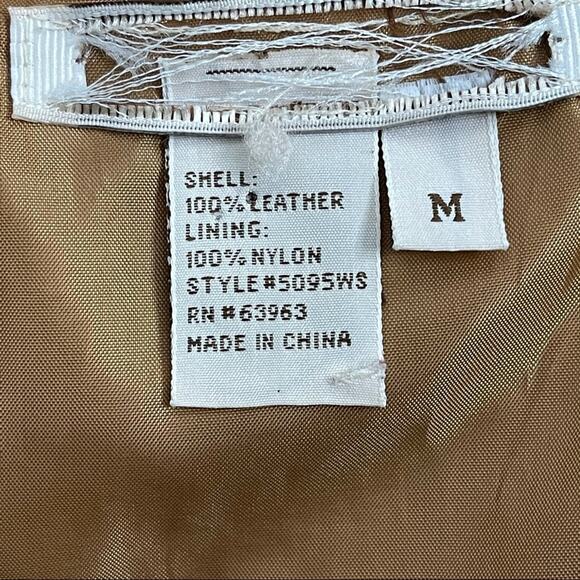 SHELL:
100% LEATHER
LINING:
100% NYLON
STYLE#5095WS
RN #63963
MADE IN CHINA
M